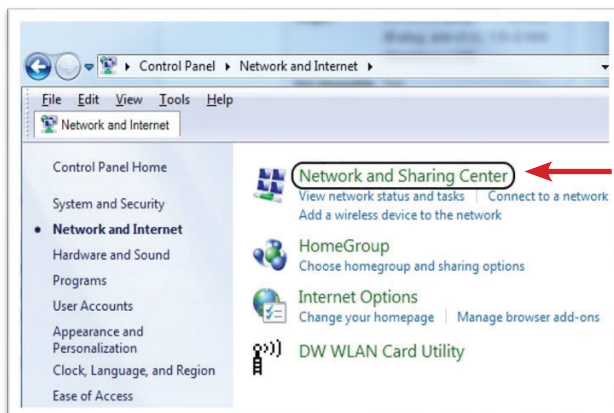 Control Panel Network and Internet
File Edit View Tools Help
Network and Internet
Control Panel Home
System and Security
Network and Internet
Hardware and Sound
Programs
User Accounts
Appearance and
Personalization
Clock, Language, and Region
Ease of Access
Network and Sharing Center
View network status and tasks Connect to a network
Add a wireless device to the network
HomeGroup
Choose homegroup and sharing options
Internet Options
Change your homepage Manage browser add-ons
DW WLAN Card Utility